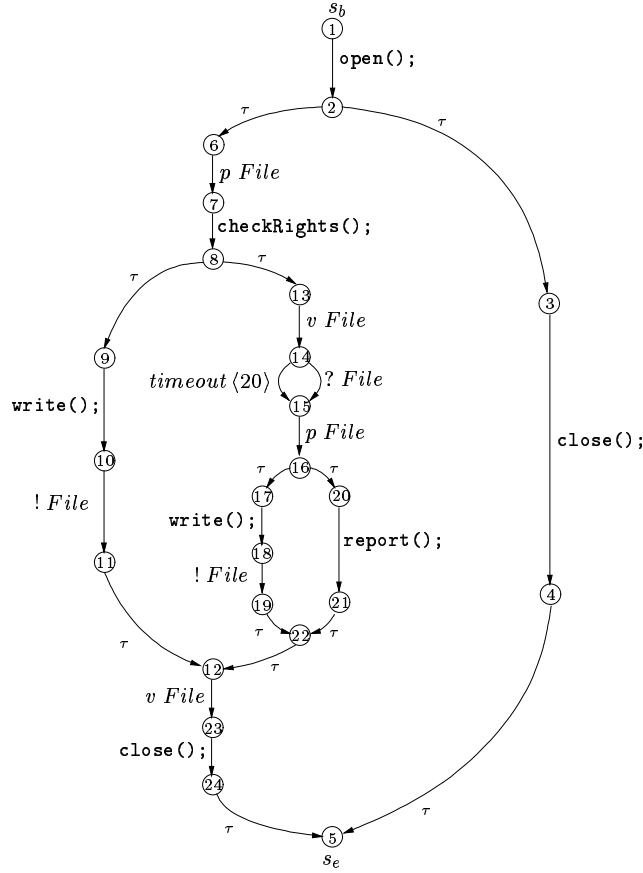 s_b
1
open();
2
τ τ
6
p File
7
checkRights();
8
τ τ
13
3
v File
9 14
timeout ⟨20⟩ ? File
write(); 15
p File
close();
10 16
τ τ
17 20
! File
write(); report();
18
11 ! File
4
19 21
τ τ
22
τ τ
12
v File
23
close();
24
τ τ
5
s_e